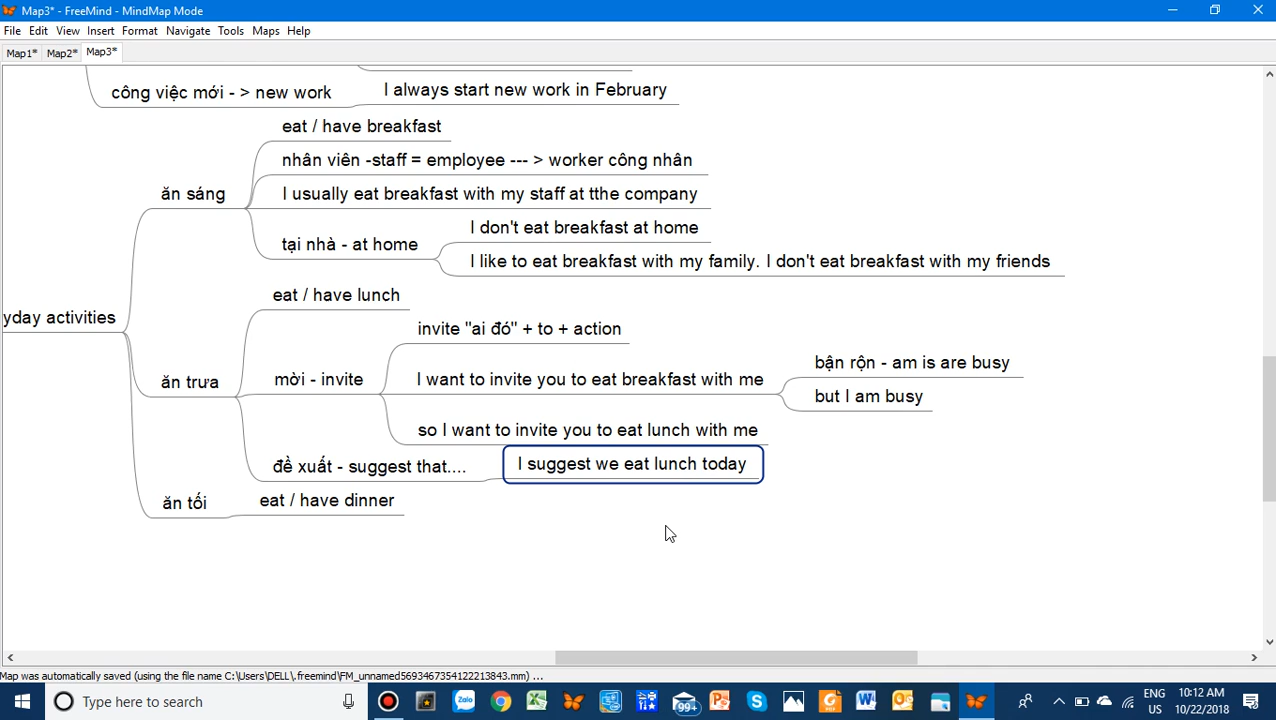 Map3* - FreeMind - MindMap Mode
File Edit View Insert Format Navigate Tools Maps Help
Map1* Map2* Map3*
công việc mới - > new work
I always start new work in February
eat / have breakfast
nhân viên -staff = employee --- > worker công nhân
ăn sáng
I usually eat breakfast with my staff at tthe company
I don't eat breakfast at home
tại nhà - at home
I like to eat breakfast with my family. I don't eat breakfast with my friends
eat / have lunch
yday activities
invite "ai đó" + to + action
bận rộn - am is are busy
ăn trưa
mời - invite
I want to invite you to eat breakfast with me
but I am busy
so I want to invite you to eat lunch with me
đề xuất - suggest that....
I suggest we eat lunch today
ăn tối
eat / have dinner
Map was automatically saved (using the file name C:\Users\DELL\.freemind\FM_unnamed5693467354122213843.mm) ...
Type here to search
Zalo
99+
ENG
US
10:12 AM
10/22/2018